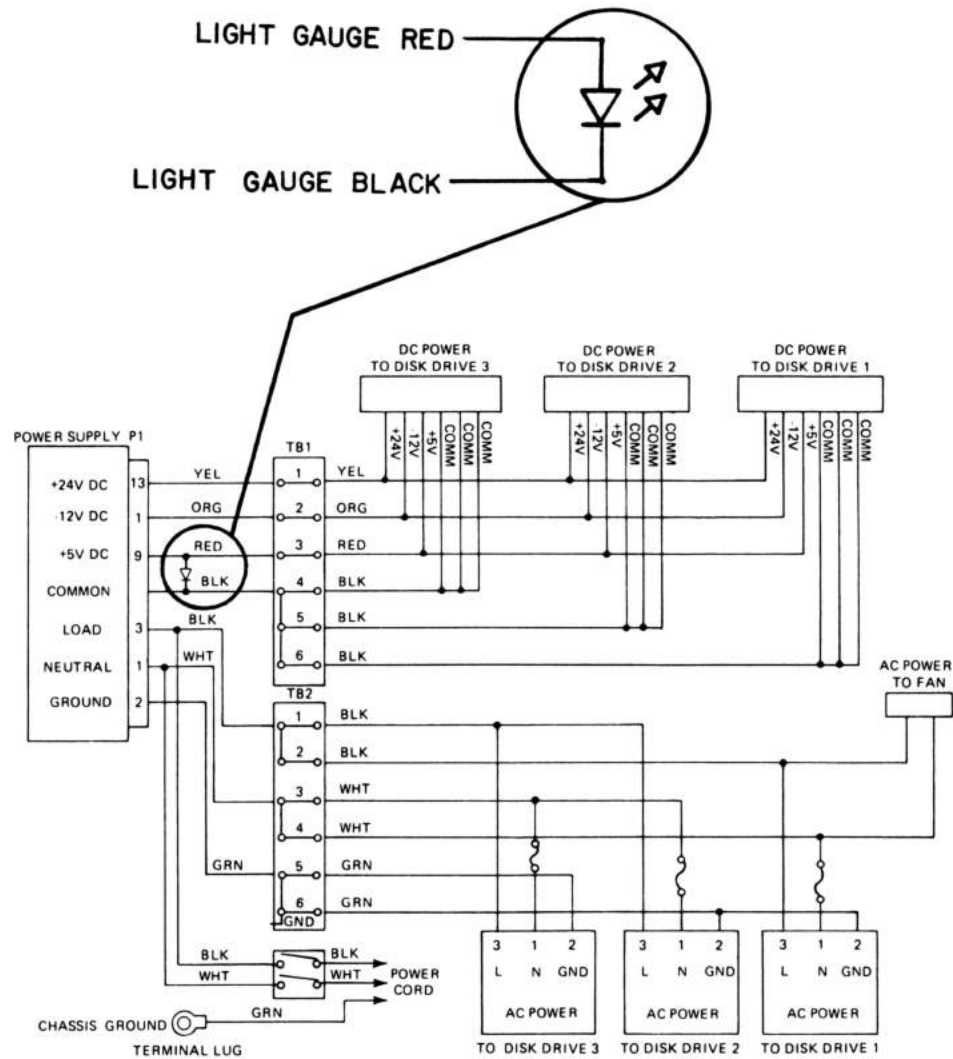 LIGHT GAUGE RED
LIGHT GAUGE BLACK
DC POWER
TO DISK DRIVE 3
DC POWER
TO DISK DRIVE 2
DC POWER
TO DISK DRIVE 1
+24V
-12V
+5V
COMM
COMM
COMM
+24V
-12V
+5V
COMM
COMM
COMM
+24V
-12V
+5V
COMM
COMM
COMM
POWER SUPPLY P1
TB1
+24V DC 13 YEL 1 YEL
-12V DC 1 ORG 2 ORG
+5V DC 9 RED 3 RED
COMMON BLK 4 BLK
LOAD 3 BLK 5 BLK
NEUTRAL 1 WHT 6 BLK
GROUND 2
AC POWER
TO FAN
TB2
1 BLK
2 BLK
3 WHT
4 WHT
GRN 5 GRN
6 GRN
GND
BLK BLK
WHT WHT
POWER
CORD
GRN
CHASSIS GROUND
TERMINAL LUG
3 1 2
L N GND
AC POWER
TO DISK DRIVE 3
3 1 2
L N GND
AC POWER
TO DISK DRIVE 2
3 1 2
L N GND
AC POWER
TO DISK DRIVE 1